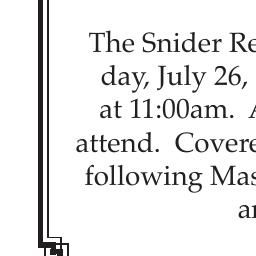 The Snider Re
day, July 26,
at 11:00am. A
attend. Covere
following Mas
ar